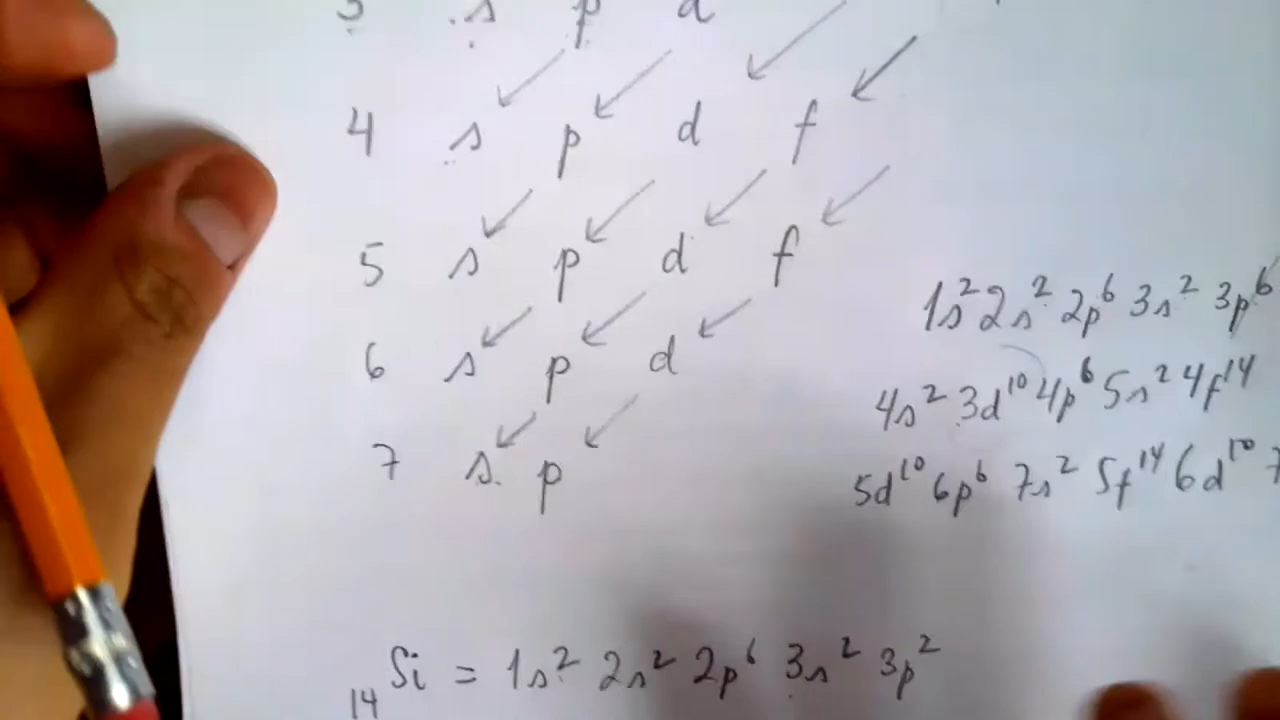 3 s p d
4 s p d f
5 s p d f
6 s p d
7 s p
1s² 2s² 2p⁶ 3s² 3p⁶
4s² 3d¹⁰ 4p⁶ 5s² 4f¹⁴
5d¹⁰ 6p⁶ 7s² 5f¹⁴ 6d¹⁰ 7
₁₄Si = 1s² 2s² 2p⁶ 3s² 3p²